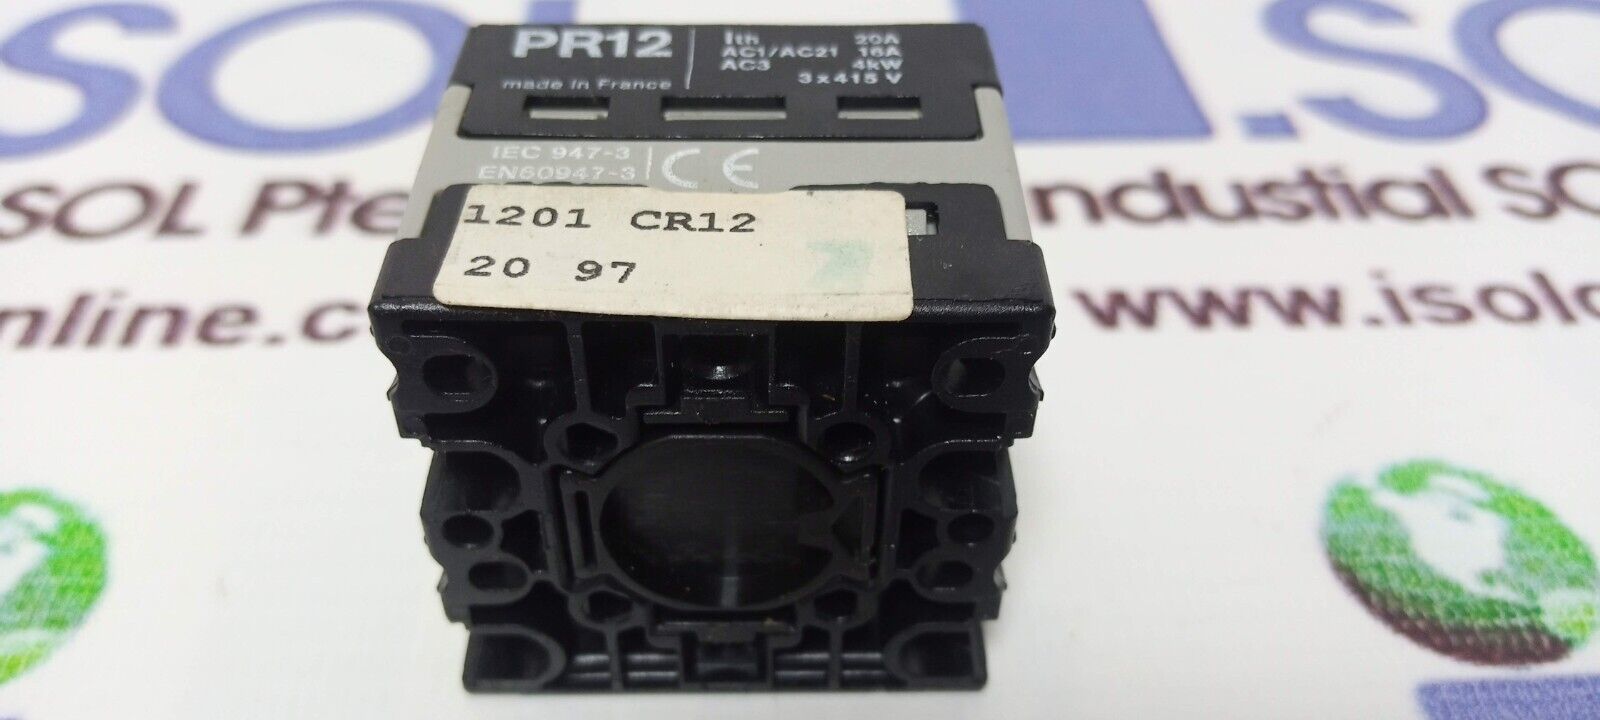 PR12
made in France
Ith 20A
AC1/AC21 16A
AC3 4kW
3 x 415 V
IEC 947-3
EN60947-3
CE
1201 CR12
20 97
SOL Pte
ndustial SO
nline.c
www.isolo
.SO